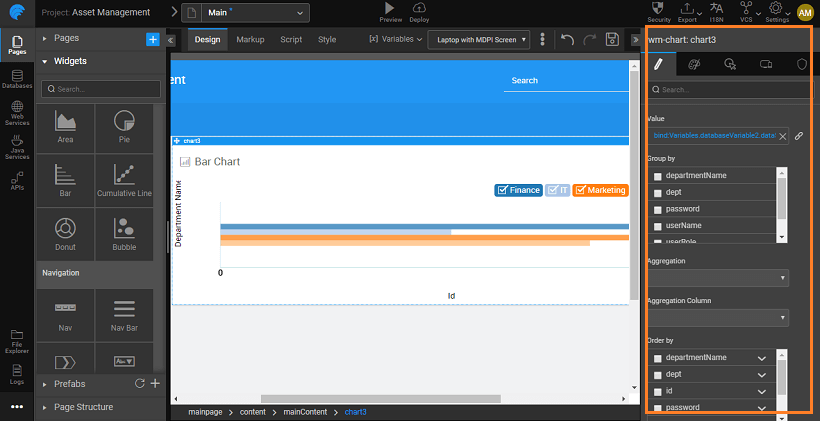 Project: Asset Management
Main
Preview
Deploy
Security
Export
I18N
VCS
Settings
AM
Pages
Databases
Web
Services
Java
Services
APIs
File
Explorer
Logs
Pages
Widgets
Search...
Area
Pie
Bar
Cumulative Line
Donut
Bubble
Navigation
Nav
Nav Bar
Prefabs
Page Structure
Design
Markup
Script
Style
[x] Variables
Laptop with MDPI Screen
ent
Search
chart3
Bar Chart
Finance
IT
Marketing
Department Name
0
Id
mainpage > content > mainContent > chart3
wm-chart: chart3
Search...
Value
bind:Variables.databaseVariable2.data
Group by
departmentName
dept
password
userName
userRole
Aggregation
Aggregation Column
Order by
departmentName
dept
id
password